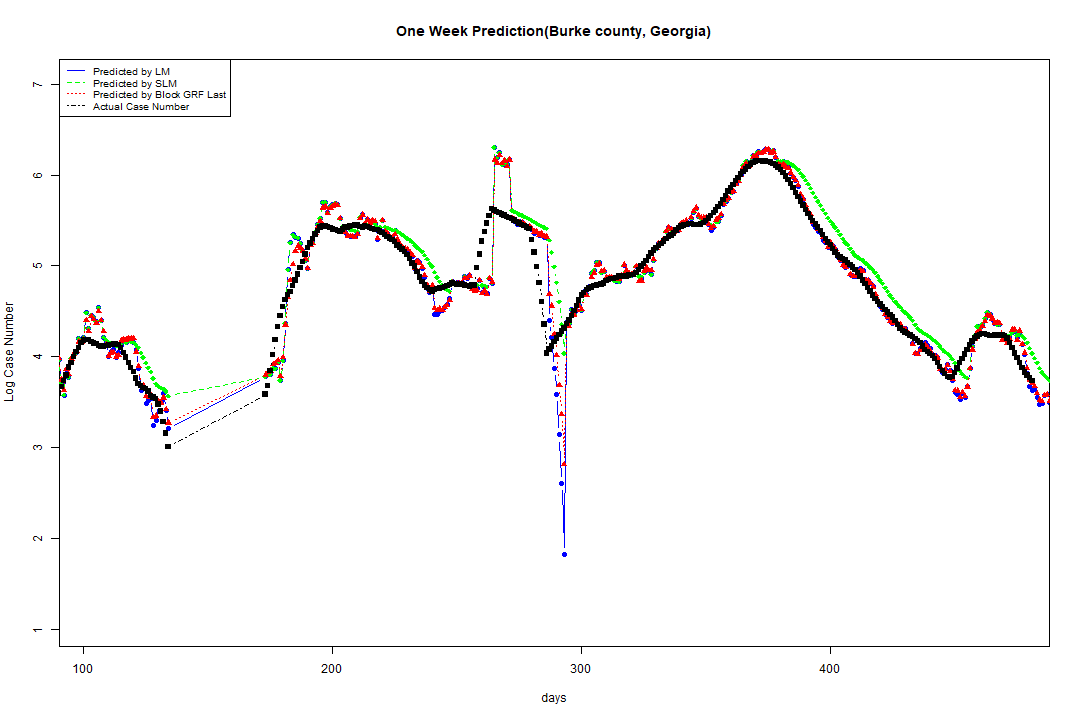 One Week Prediction(Burke county, Georgia)
Predicted by LM
Predicted by SLM
Predicted by Block GRF Last
Actual Case Number
7
6
5
4
3
2
1
Log Case Number
100 200 300 400
days